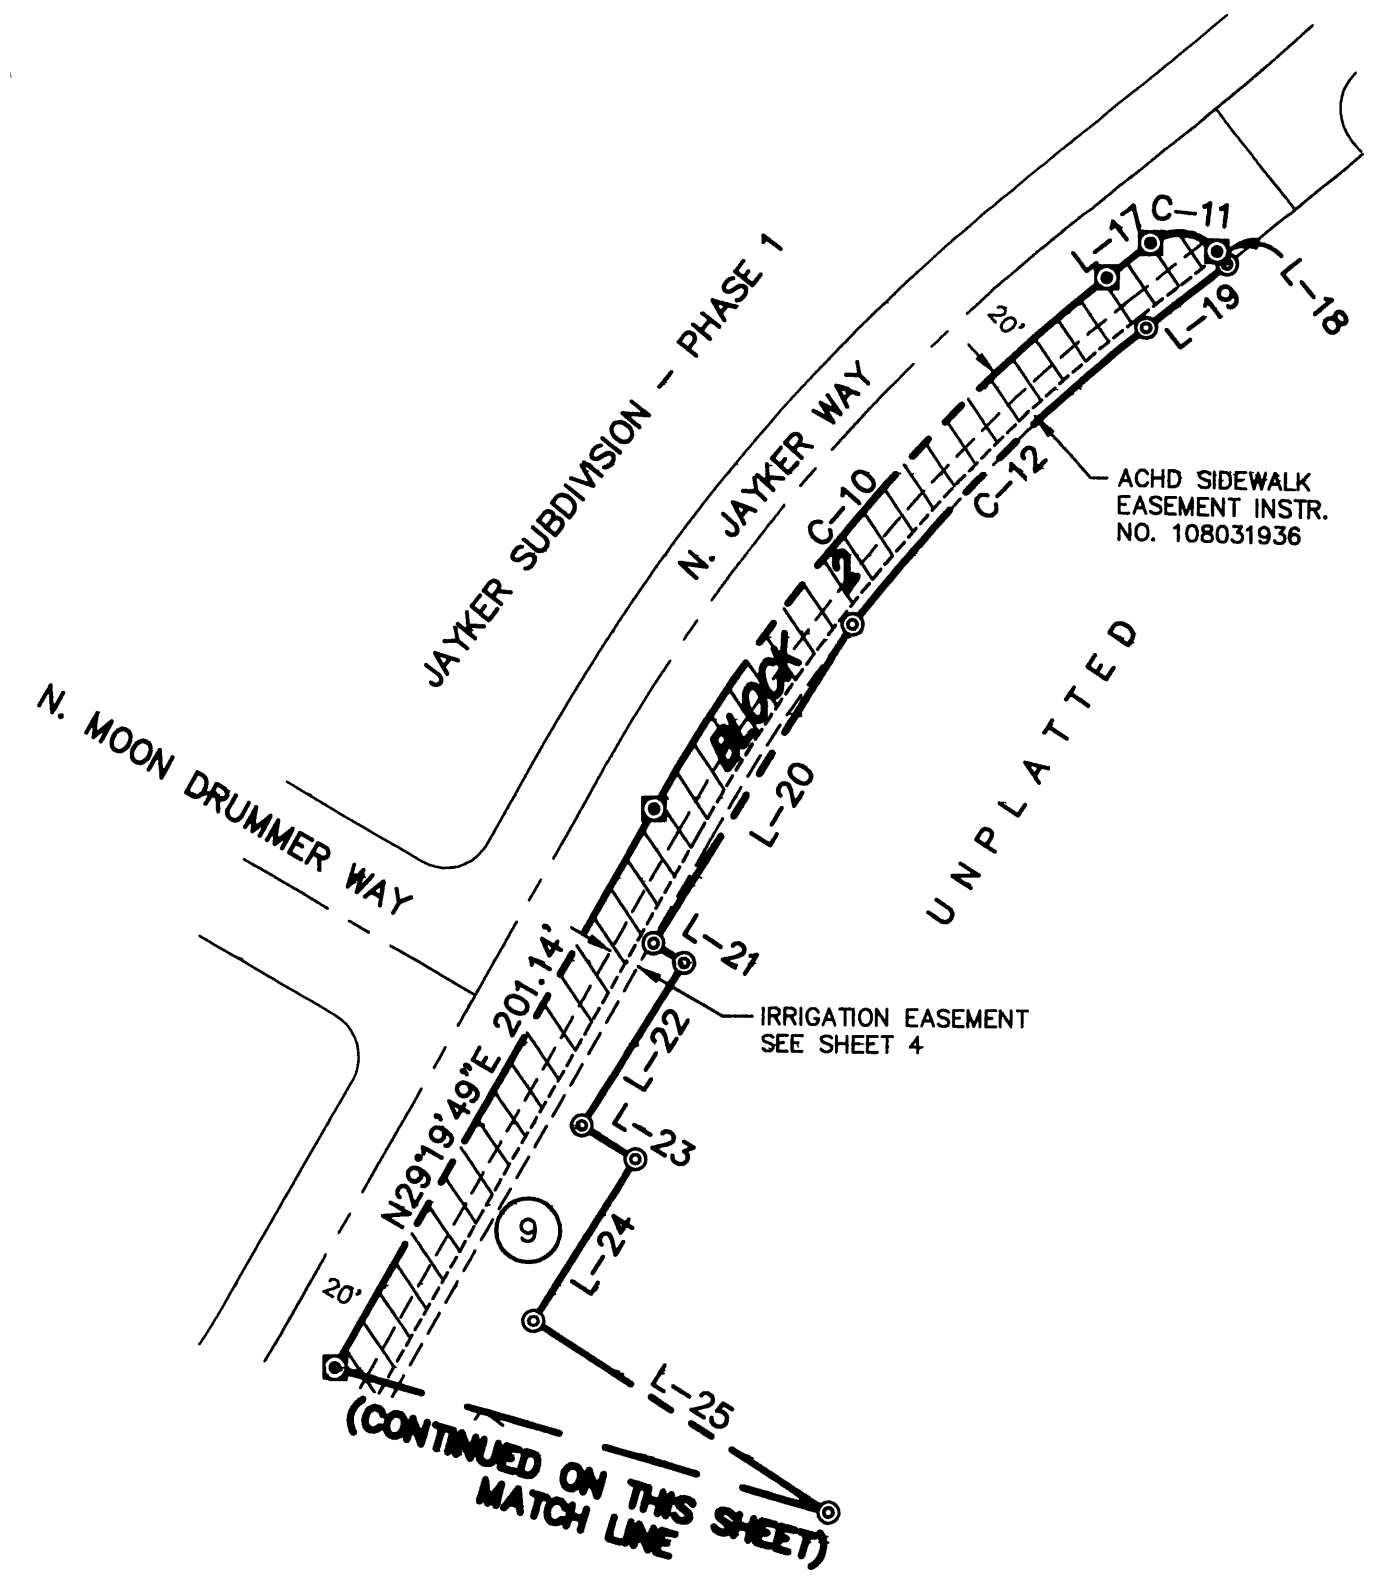 C-11
L-17
L-18
L-19
20'
JAYKER SUBDIVISION - PHASE 1
N. JAYKER WAY
C-10
C-12
ACHD SIDEWALK
EASEMENT INSTR.
NO. 108031936
BLOCK 2
UNPLATTED
N. MOON DRUMMER WAY
L-20
L-21
N29°19'49"E 201.14'
IRRIGATION EASEMENT
SEE SHEET 4
L-22
L-23
9
L-24
20'
L-25
(CONTINUED ON THIS SHEET)
MATCH LINE